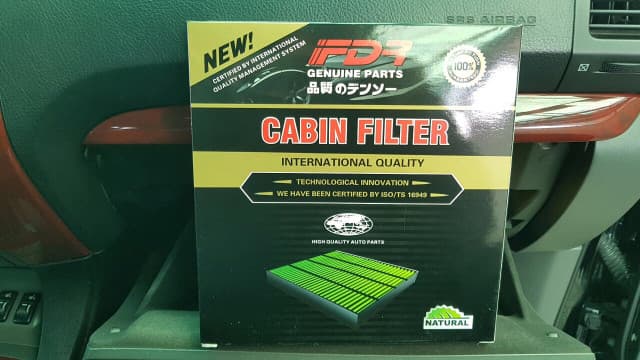 SRS AIRBAG
NEW!
CERTIFIED BY INTERNATIONAL
QUALITY MANAGEMENT SYSTEM
FDR
GENUINE PARTS
品質のテンソー
100%
CABIN FILTER
INTERNATIONAL QUALITY
TECHNOLOGICAL INNOVATION
WE HAVE BEEN CERTIFIED BY ISO/TS 16949
HIGH QUALITY AUTO PARTS
NATURAL